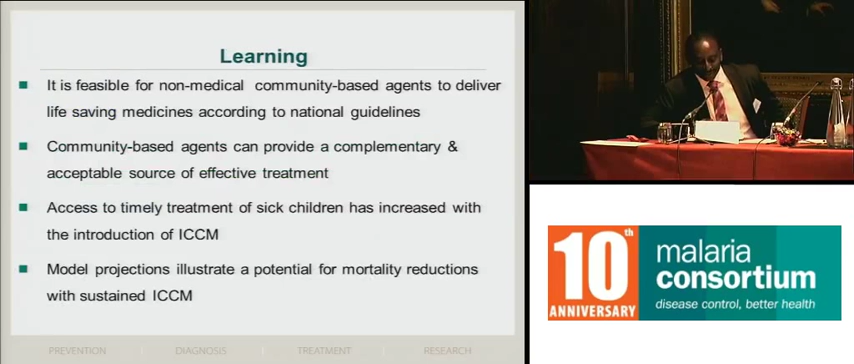 Learning
It is feasible for non-medical community-based agents to deliver
life saving medicines according to national guidelines
Community-based agents can provide a complementary &
acceptable source of effective treatment
Access to timely treatment of sick children has increased with
the introduction of ICCM
Model projections illustrate a potential for mortality reductions
with sustained ICCM
PREVENTION DIAGNOSIS TREATMENT RESEARCH
10th
ANNIVERSARY
malaria
consortium
disease control, better health